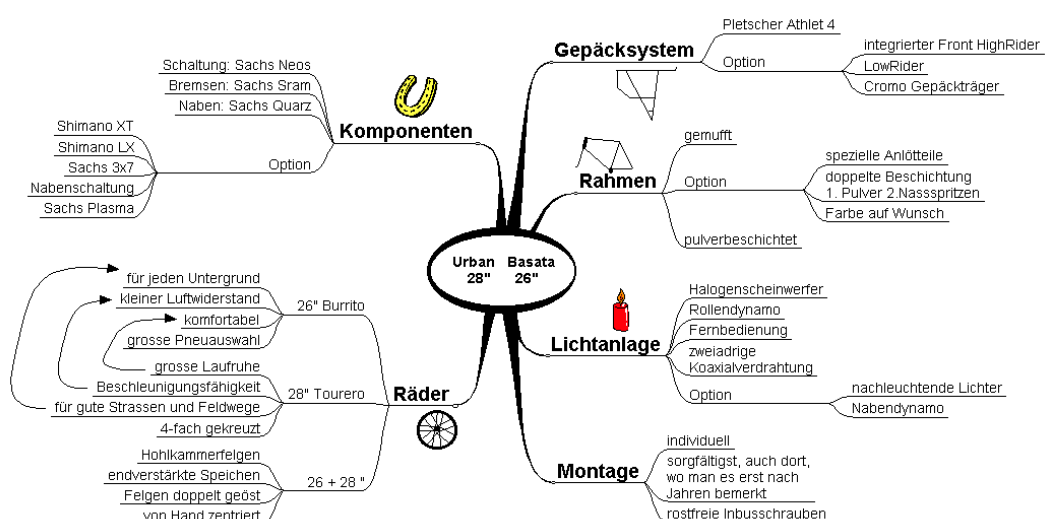 Gepäcksystem
Pletscher Athlet 4
Option
integrierter Front HighRider
LowRider
Cromo Gepäckträger
Schaltung: Sachs Neos
Bremsen: Sachs Sram
Naben: Sachs Quarz
Komponenten
Option
Shimano XT
Shimano LX
Sachs 3x7
Nabenschaltung
Sachs Plasma
Rahmen
gemufft
Option
spezielle Anlötteile
doppelte Beschichtung
1. Pulver 2.Nassspritzen
Farbe auf Wunsch
pulverbeschichtet
Urban Basata
28" 26"
Lichtanlage
Halogenscheinwerfer
Rollendynamo
Fernbedienung
zweiadrige
Koaxialverdrahtung
Option
nachleuchtende Lichter
Nabendynamo
Räder
26" Burrito
für jeden Untergrund
kleiner Luftwiderstand
komfortabel
grosse Pneuauswahl
28" Tourero
grosse Laufruhe
Beschleunigungsfähigkeit
für gute Strassen und Feldwege
4-fach gekreuzt
26 + 28 "
Hohlkammerfelgen
endverstärkte Speichen
Felgen doppelt geöst
von Hand zentriert
Montage
individuell
sorgfältigst, auch dort,
wo man es erst nach
Jahren bemerkt
rostfreie Inbusschrauben